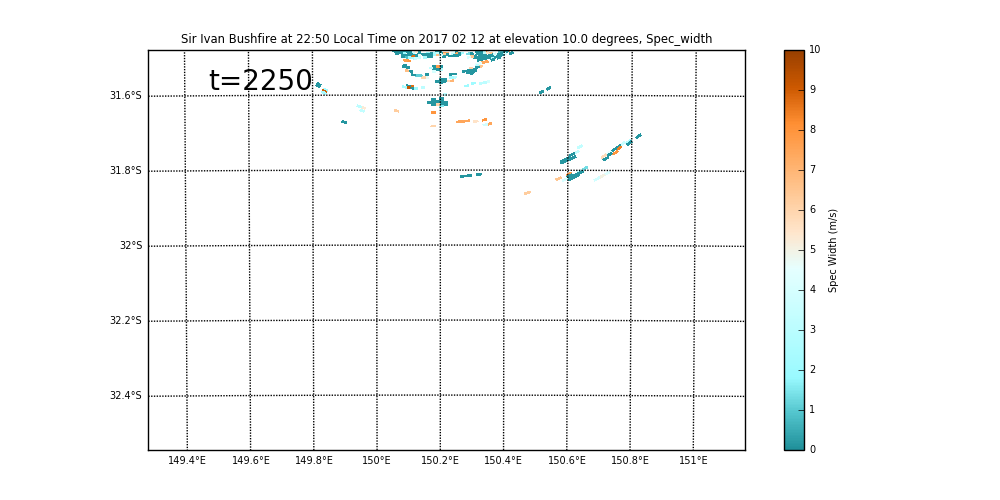 Sir Ivan Bushfire at 22:50 Local Time on 2017 02 12 at elevation 10.0 degrees, Spec_width
t=2250
31.6°S
31.8°S
32°S
32.2°S
32.4°S
149.4°E 149.6°E 149.8°E 150°E 150.2°E 150.4°E 150.6°E 150.8°E 151°E
10
9
8
7
6
5
4
3
2
1
0
Spec Width (m/s)